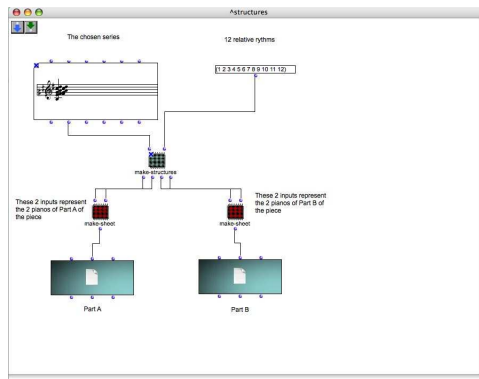 ^structures
The chosen series
12 relative rythms
(1 2 3 4 5 6 7 8 9 10 11 12)
make-structures
These 2 inputs represent
the 2 pianos of Part A of
the piece
make-sheet
These 2 inputs represent
the 2 pianos of Part B of
the piece
make-sheet
Part A
Part B